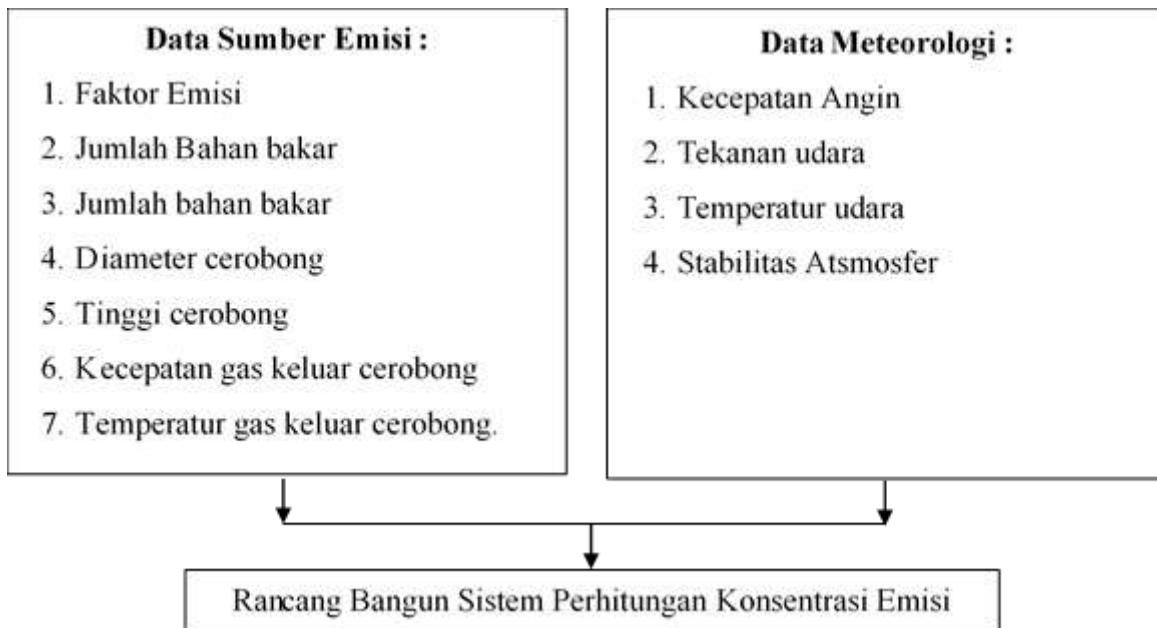 Data Sumber Emisi :
1. Faktor Emisi
2. Jumlah Bahan bakar
3. Jumlah bahan bakar
4. Diameter cerobong
5. Tinggi cerobong
6. Kecepatan gas keluar cerobong
7. Temperatur gas keluar cerobong.
Data Meteorologi :
1. Kecepatan Angin
2. Tekanan udara
3. Temperatur udara
4. Stabilitas Atsmosfer
Rancang Bangun Sistem Perhitungan Konsentrasi Emisi